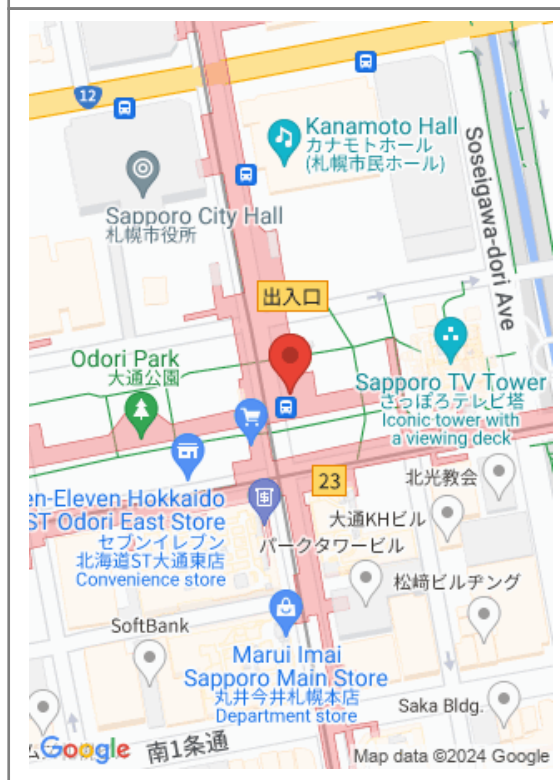 12
Kanamoto Hall
カナモトホール
(札幌市民ホール)
Soseigawa-dori Ave
Sapporo City Hall
札幌市役所
出入口
Odori Park
大通公園
Sapporo TV Tower
さっぽろテレビ塔
Iconic tower with
a viewing deck
23
北光教会
en-Eleven Hokkaido
ST Odori East Store
セブンイレブン
北海道ST大通東店
Convenience store
大通KHビル
パークタワービル
松﨑ビルヂング
SoftBank
Marui Imai
Sapporo Main Store
丸井今井札幌本店
Department store
Saka Bldg.
Google
南1条通
Map data ©2024 Google